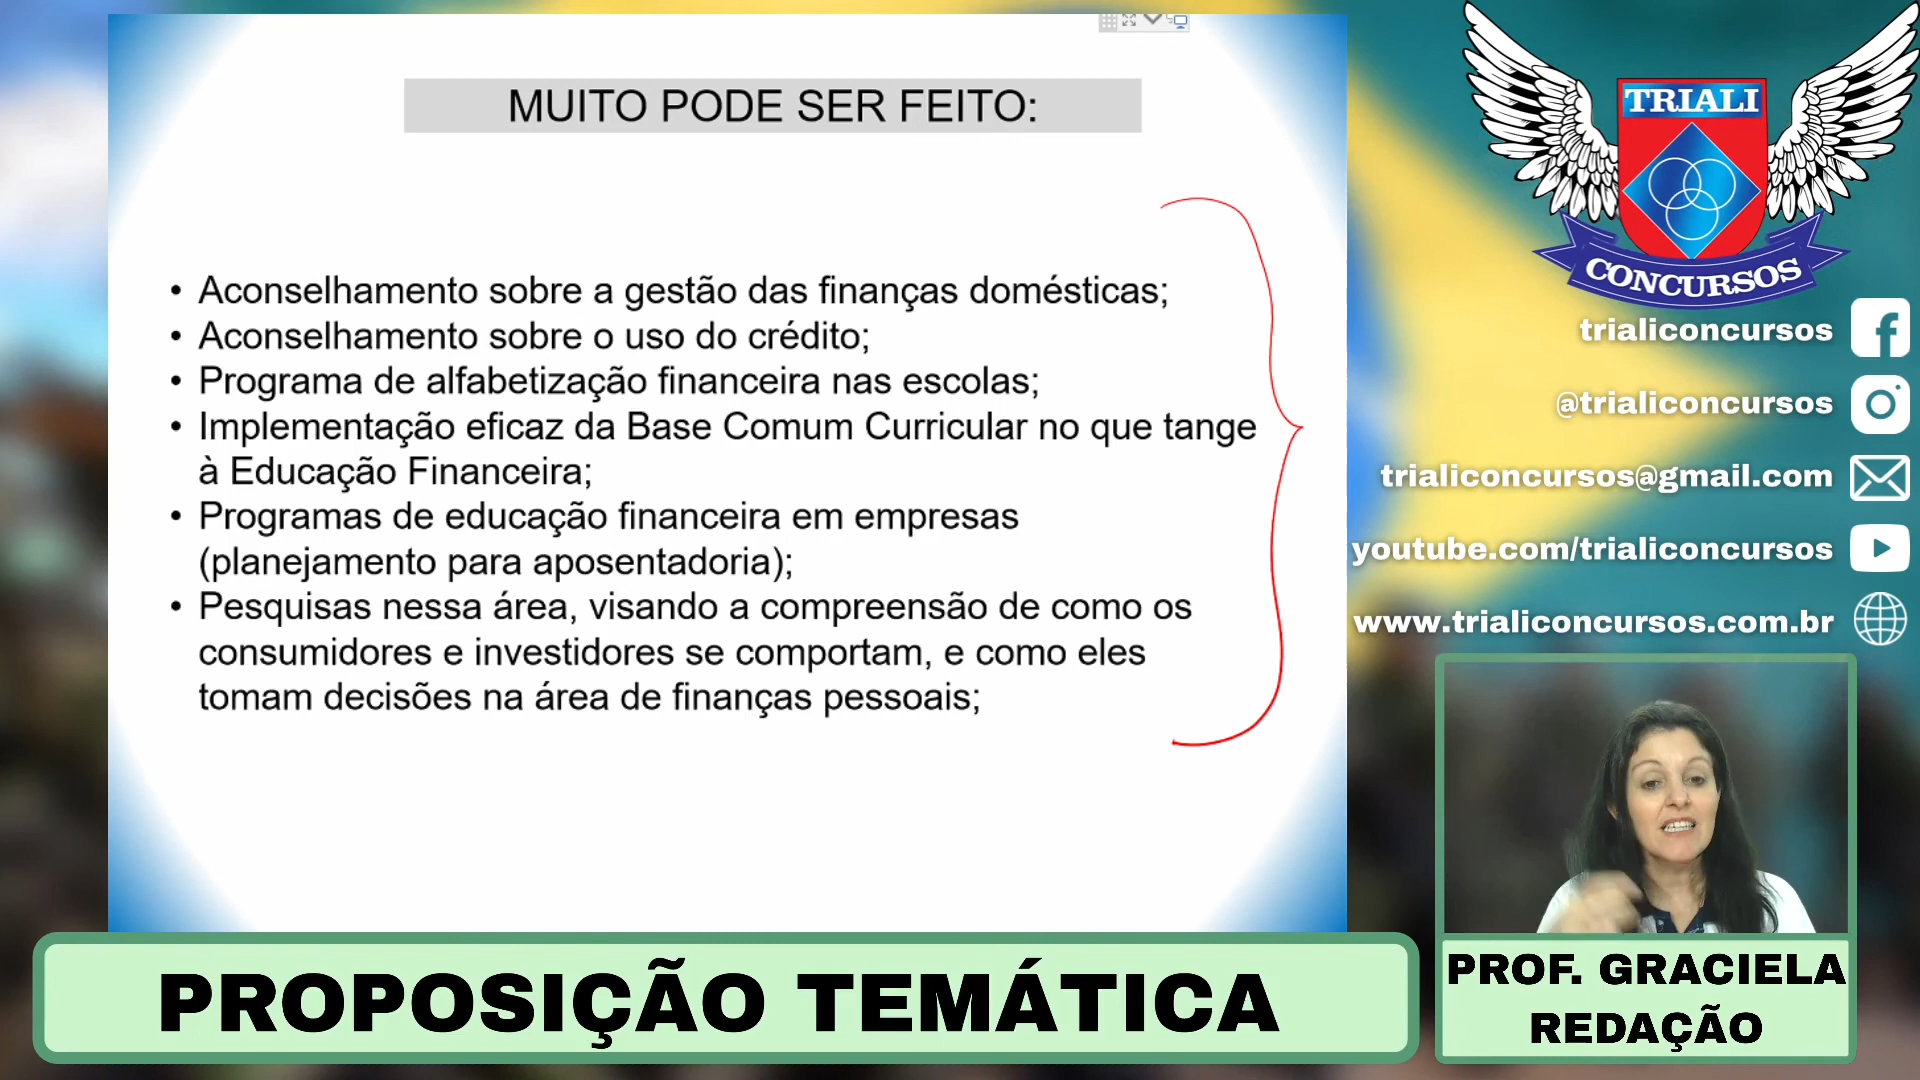 MUITO PODE SER FEITO:
• Aconselhamento sobre a gestão das finanças domésticas;
• Aconselhamento sobre o uso do crédito;
• Programa de alfabetização financeira nas escolas;
• Implementação eficaz da Base Comum Curricular no que tange
à Educação Financeira;
• Programas de educação financeira em empresas
(planejamento para aposentadoria);
• Pesquisas nessa área, visando a compreensão de como os
consumidores e investidores se comportam, e como eles
tomam decisões na área de finanças pessoais;
TRIALI
CONCURSOS
trialiconcursos
@trialiconcursos
trialiconcursos@gmail.com
youtube.com/trialiconcursos
www.trialiconcursos.com.br
PROPOSIÇÃO TEMÁTICA
PROF. GRACIELA
REDAÇÃO